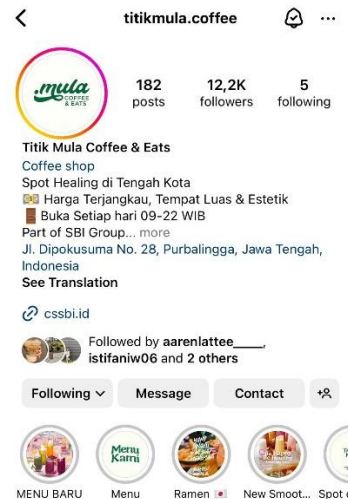 titikmula.coffee
.mula
COFFEE
& EATS
182
posts
12,2K
followers
5
following
Titik Mula Coffee & Eats
Coffee shop
Spot Healing di Tengah Kota
💵 Harga Terjangkau, Tempat Luas & Estetik
🚪 Buka Setiap hari 09-22 WIB
Part of SBI Group... more
Jl. Dipokusuma No. 28, Purbalingga, Jawa Tengah,
Indonesia
See Translation
cssbi.id
Followed by aarenlattee_____,
istifaniw06 and 2 others
Following
Message
Contact
Menu
Kami
MENU BARU
Menu
Ramen 🇯🇵
New Smoot...
Spot